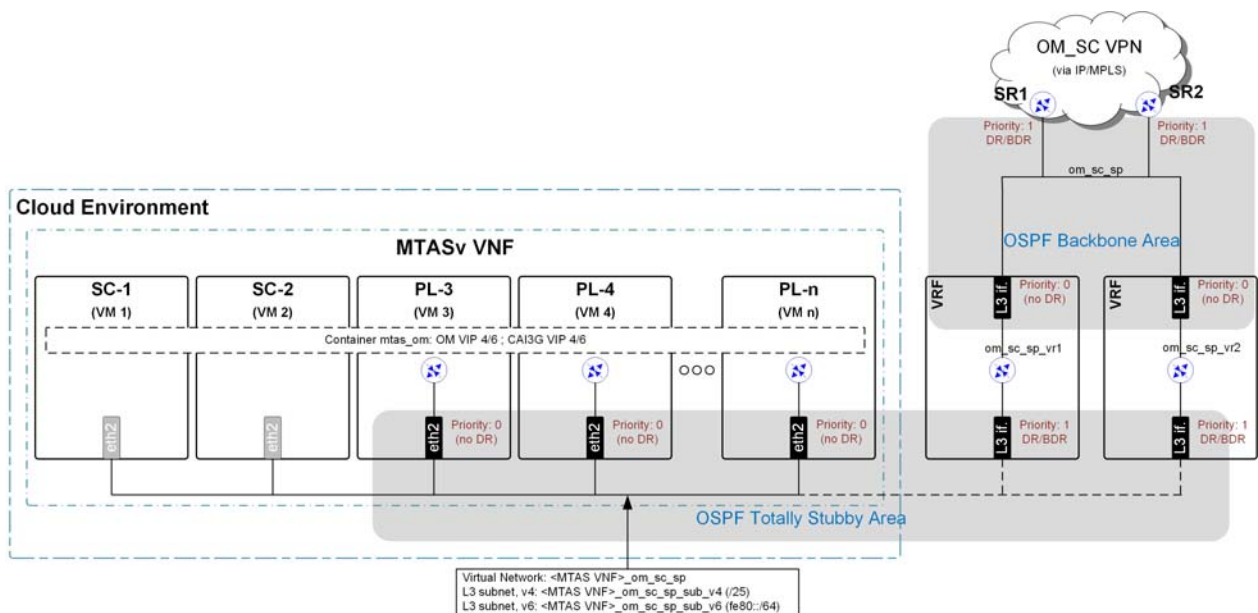 OM_SC VPN
(via IP/MPLS)
SR1
SR2
Priority: 1
DR/BDR
Priority: 1
DR/BDR
om_sc_sp
Cloud Environment
MTASv VNF
OSPF Backbone Area
SC-1
(VM 1)
SC-2
(VM 2)
PL-3
(VM 3)
PL-4
(VM 4)
PL-n
(VM n)
VRF
L3 if.
Priority: 0
(no DR)
VRF
L3 if.
Priority: 0
(no DR)
Container mtas_om: OM VIP 4/6 ; CAI3G VIP 4/6
om_sc_sp_vr1
om_sc_sp_vr2
eth2
eth2
eth2
Priority: 0
(no DR)
eth2
Priority: 0
(no DR)
eth2
Priority: 0
(no DR)
L3 if.
Priority: 1
DR/BDR
L3 if.
Priority: 1
DR/BDR
OSPF Totally Stubby Area
Virtual Network: <MTAS VNF>_om_sc_sp
L3 subnet, v4: <MTAS VNF>_om_sc_sp_sub_v4 (/25)
L3 subnet, v6: <MTAS VNF>_om_sc_sp_sub_v6 (fe80::/64)